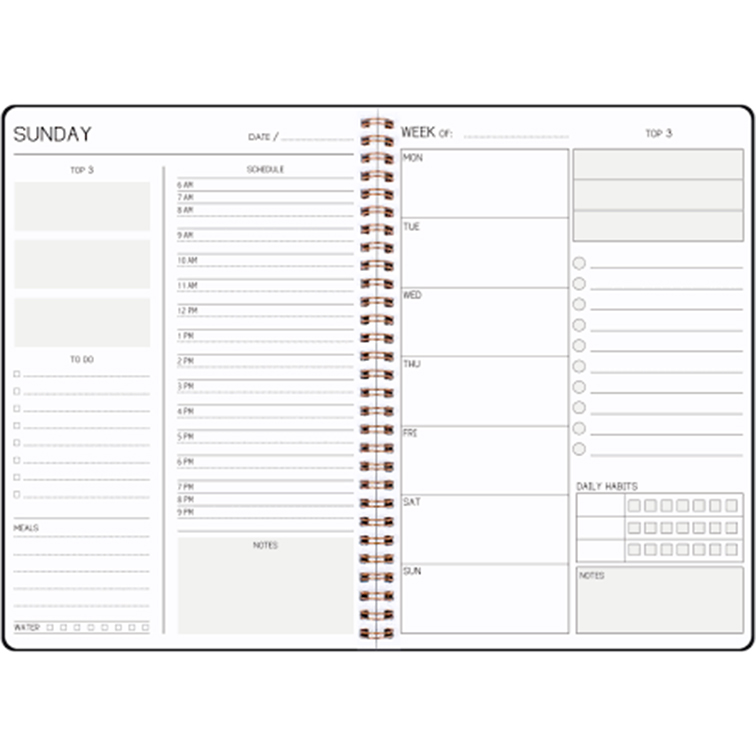 SUNDAY
DATE /
TOP 3
TO DO
MEALS
WATER
SCHEDULE
6 AM
7 AM
8 AM
9 AM
10 AM
11 AM
12 PM
1 PM
2 PM
3 PM
4 PM
5 PM
6 PM
7 PM
8 PM
9 PM
NOTES
WEEK OF:
MON
TUE
WED
THU
FRI
SAT
SUN
TOP 3
DAILY HABITS
NOTES